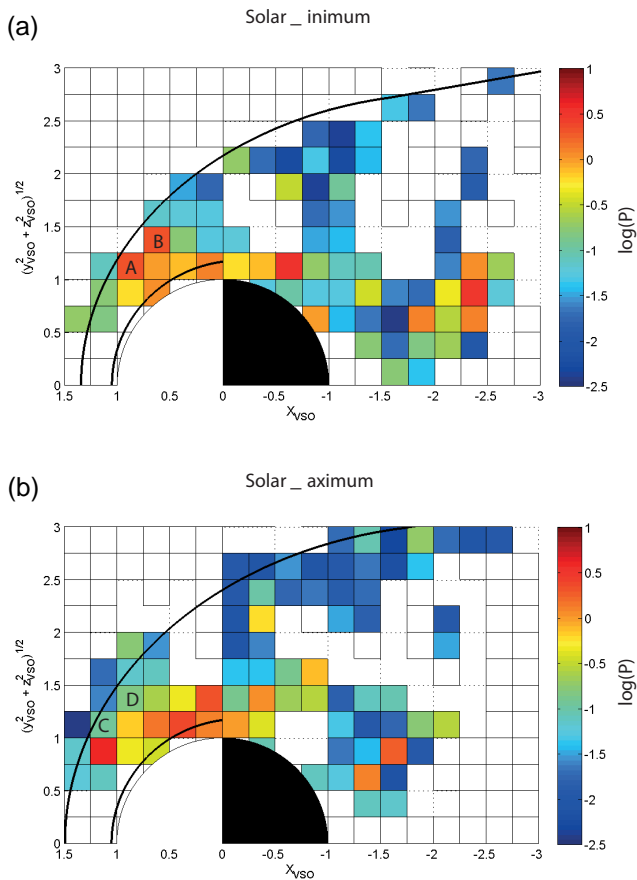 Solar _ inimum
(a)
3
2.5
2
1.5
1
0.5
0
(y²VSO + z²VSO)^1/2
A
B
1.5 1 0.5 0 -0.5 -1 -1.5 -2 -2.5 -3
XVSO
1
0.5
0
-0.5
-1
-1.5
-2
-2.5
log(P)
Solar _ aximum
(b)
3
2.5
2
1.5
1
0.5
0
(y²VSO + z²VSO)^1/2
D
C
1.5 1 0.5 0 -0.5 -1 -1.5 -2 -2.5 -3
XVSO
1
0.5
0
-0.5
-1
-1.5
-2
-2.5
log(P)